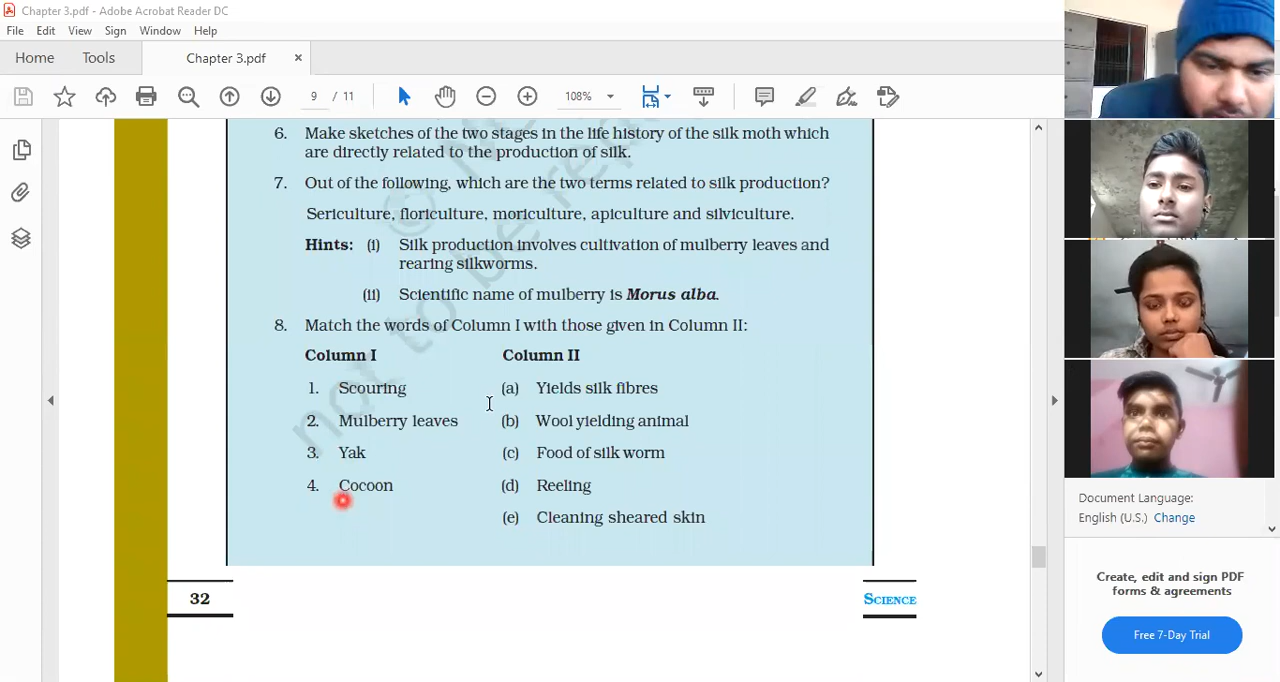 Chapter 3.pdf - Adobe Acrobat Reader DC
File Edit View Sign Window Help
Home Tools Chapter 3.pdf ×
9 / 11 108%
6. Make sketches of the two stages in the life history of the silk moth which
are directly related to the production of silk.
7. Out of the following, which are the two terms related to silk production?
Sericulture, floriculture, moriculture, apiculture and silviculture.
Hints: (i) Silk production involves cultivation of mulberry leaves and
rearing silkworms.
(ii) Scientific name of mulberry is Morus alba.
8. Match the words of Column I with those given in Column II:
Column I Column II
1. Scouring (a) Yields silk fibres
2. Mulberry leaves (b) Wool yielding animal
3. Yak (c) Food of silk worm
4. Cocoon (d) Reeling
(e) Cleaning sheared skin
32 SCIENCE
not to be re
Document Language:
English (U.S.) Change
Create, edit and sign PDF
forms & agreements
Free 7-Day Trial